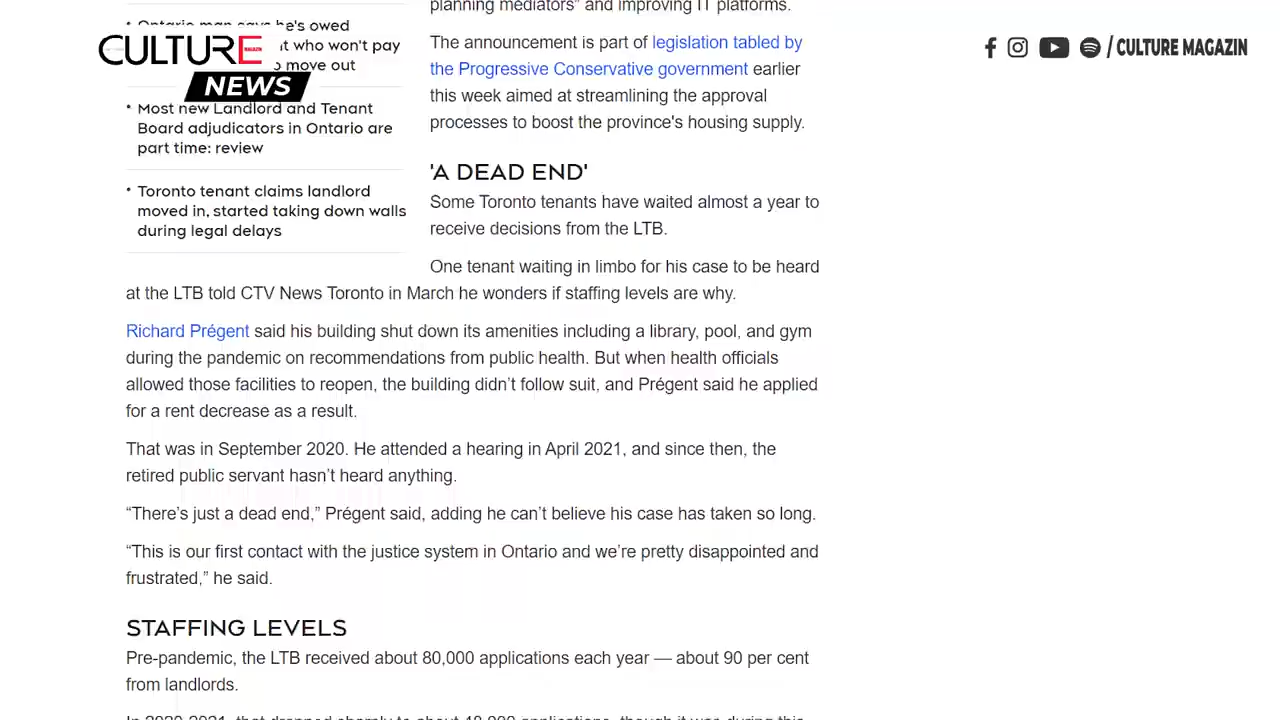 planning mediators” and improving IT platforms.
Ontario man says he's owed
t who won't pay
move out
CULTURE
NEWS
/ CULTURE MAGAZIN
Most new Landlord and Tenant
Board adjudicators in Ontario are
part time: review
Toronto tenant claims landlord
moved in, started taking down walls
during legal delays
The announcement is part of legislation tabled by
the Progressive Conservative government earlier
this week aimed at streamlining the approval
processes to boost the province's housing supply.
'A DEAD END'
Some Toronto tenants have waited almost a year to
receive decisions from the LTB.
One tenant waiting in limbo for his case to be heard
at the LTB told CTV News Toronto in March he wonders if staffing levels are why.
Richard Prégent said his building shut down its amenities including a library, pool, and gym
during the pandemic on recommendations from public health. But when health officials
allowed those facilities to reopen, the building didn’t follow suit, and Prégent said he applied
for a rent decrease as a result.
That was in September 2020. He attended a hearing in April 2021, and since then, the
retired public servant hasn’t heard anything.
“There’s just a dead end,” Prégent said, adding he can’t believe his case has taken so long.
“This is our first contact with the justice system in Ontario and we’re pretty disappointed and
frustrated,” he said.
STAFFING LEVELS
Pre-pandemic, the LTB received about 80,000 applications each year — about 90 per cent
from landlords.